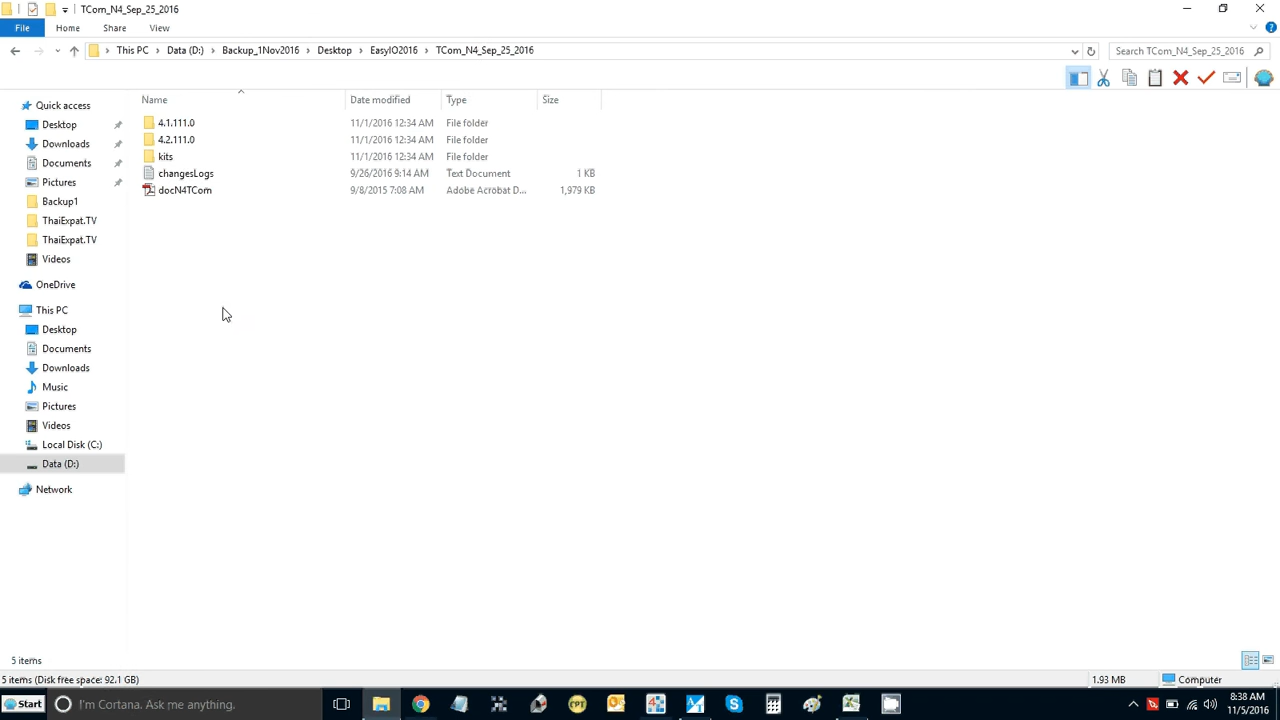 TCom_N4_Sep_25_2016
File Home Share View
This PC Data (D:) Backup_1Nov2016 Desktop EasyIO2016 TCom_N4_Sep_25_2016 Search TCom_N4_Sep_25_2016
Name Date modified Type Size
4.1.111.0 11/1/2016 12:34 AM File folder
4.2.111.0 11/1/2016 12:34 AM File folder
kits 11/1/2016 12:34 AM File folder
changesLogs 9/26/2016 9:14 AM Text Document 1 KB
docN4TCom 9/8/2015 7:08 AM Adobe Acrobat D... 1,979 KB
Quick access
Desktop
Downloads
Documents
Pictures
Backup1
ThaiExpat.TV
ThaiExpat.TV
Videos
OneDrive
This PC
Desktop
Documents
Downloads
Music
Pictures
Videos
Local Disk (C:)
Data (D:)
Network
5 items
5 items (Disk free space: 92.1 GB) 1.93 MB Computer
Start I'm Cortana. Ask me anything. CPT 8:38 AM
11/5/2016